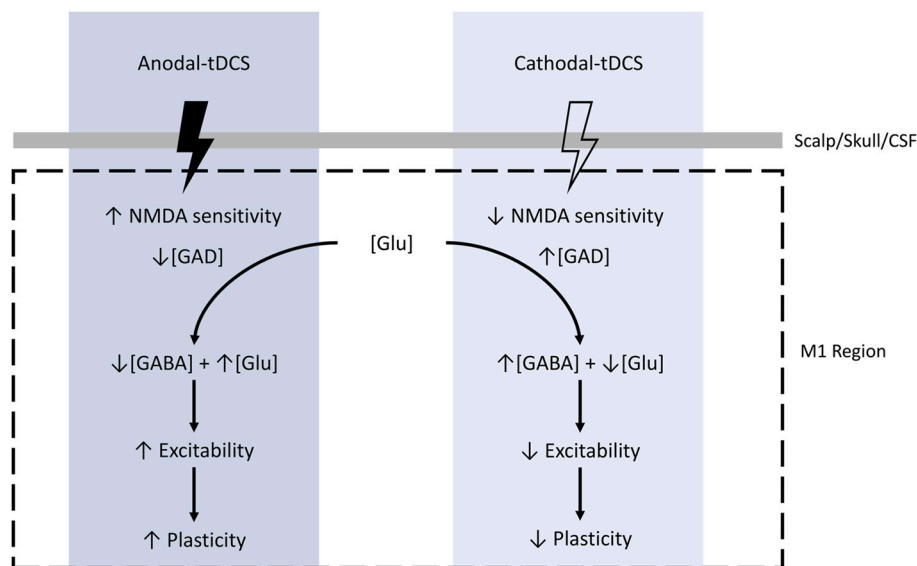 Anodal-tDCS
Cathodal-tDCS
Scalp/Skull/CSF
↑ NMDA sensitivity
↓ NMDA sensitivity
↓[GAD]
[Glu]
↑[GAD]
↓[GABA] + ↑[Glu]
↑[GABA] + ↓[Glu]
M1 Region
↑ Excitability
↓ Excitability
↑ Plasticity
↓ Plasticity